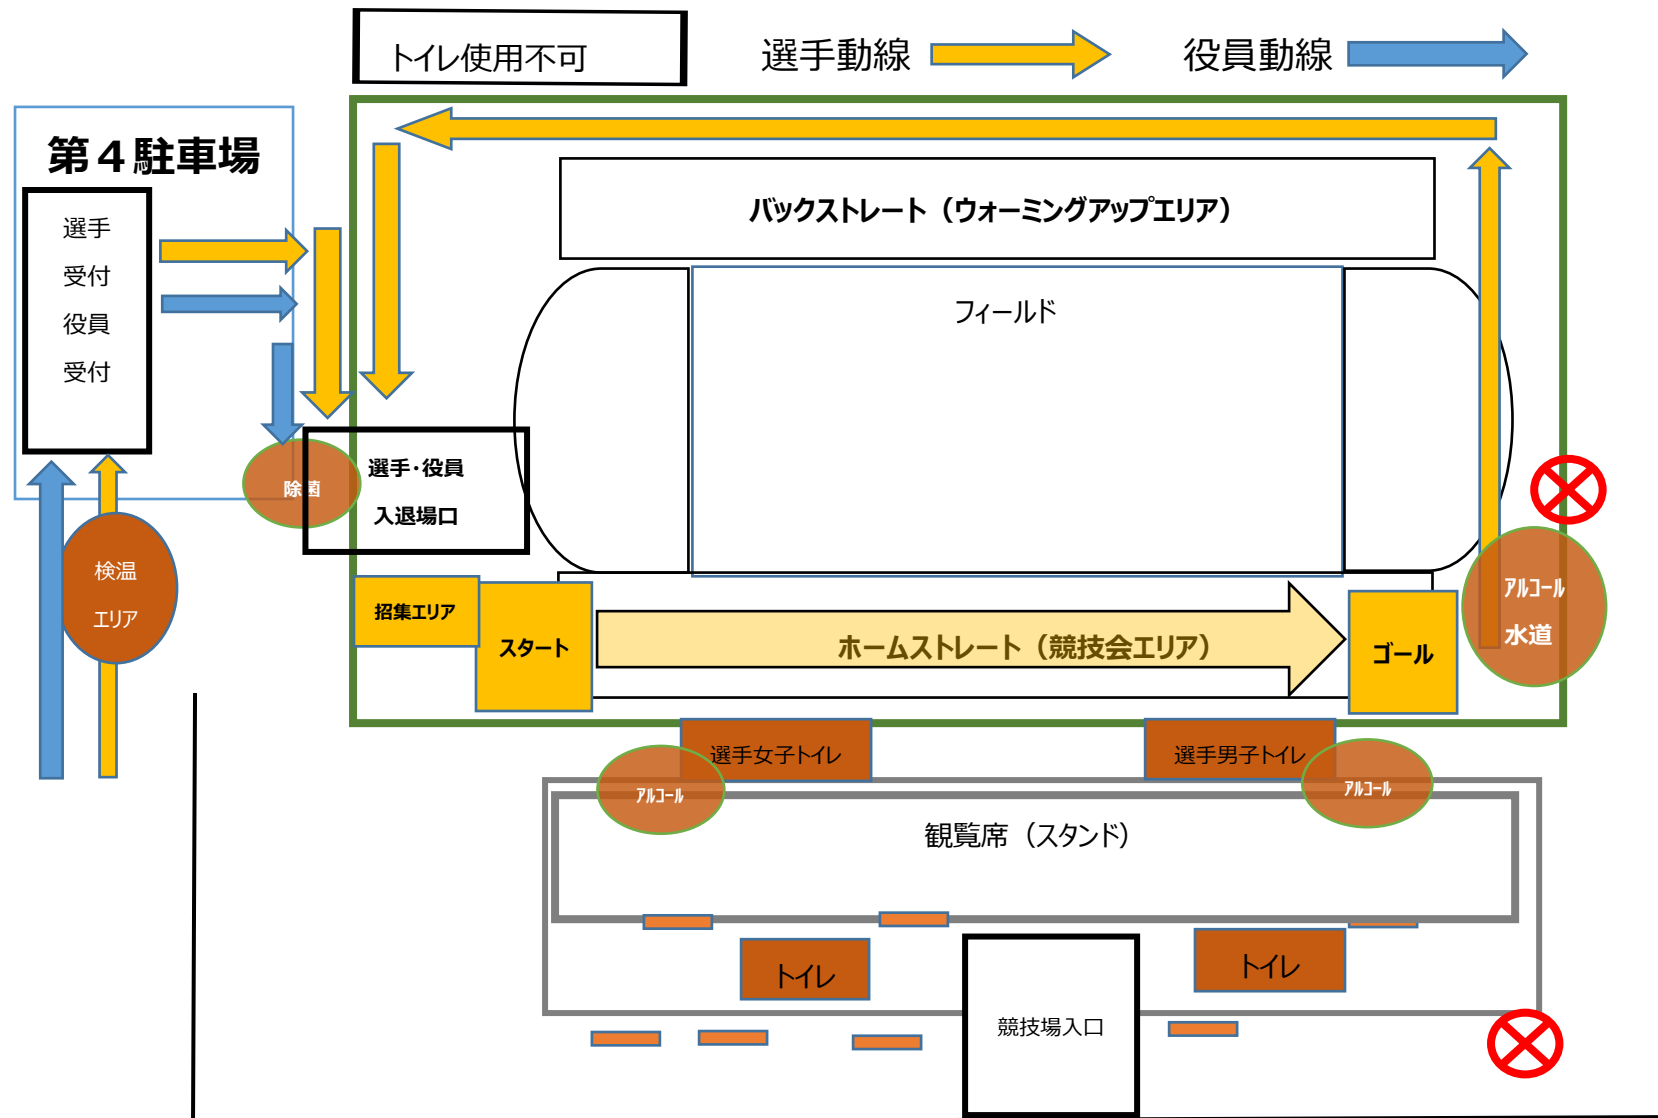 トイレ使用不可
選手動線
役員動線
第４駐車場
選手
受付
役員
受付
バックストレート（ウォーミングアップエリア）
フィールド
除菌
選手・役員
入退場口
検温
エリア
招集エリア
スタート
ホームストレート（競技会エリア）
ゴール
アルコール
水道
選手女子トイレ
選手男子トイレ
アルコール
アルコール
観覧席（スタンド）
トイレ
トイレ
競技場入口